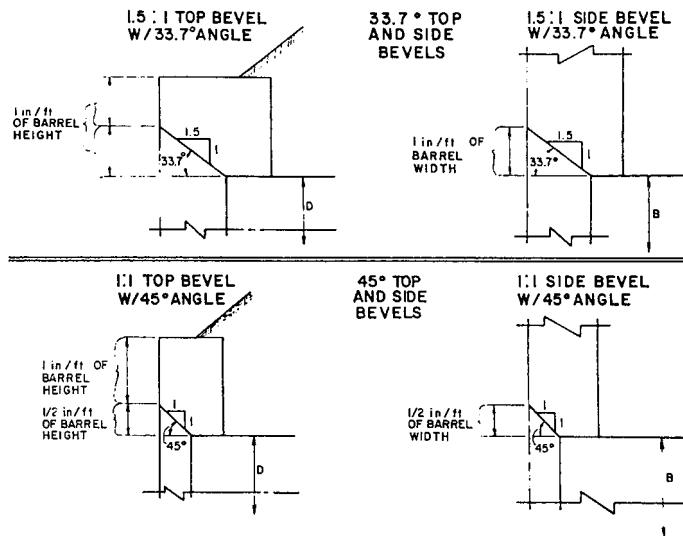 1.5 : 1 TOP BEVEL
W/33.7° ANGLE
33.7° TOP
AND SIDE
BEVELS
1.5 : 1 SIDE BEVEL
W/33.7° ANGLE
1 in/ft
OF BARREL
HEIGHT
1.5
1
33.7°
D
1 in/ft OF
BARREL
WIDTH
1.5
1
33.7°
B
1:1 TOP BEVEL
W/45° ANGLE
45° TOP
AND SIDE
BEVELS
1:1 SIDE BEVEL
W/45° ANGLE
1 in/ft OF
BARREL
HEIGHT
1/2 in/ft
OF BARREL
HEIGHT
1
1
45°
D
1/2 in/ft OF
BARREL
WIDTH
1
1
45°
B